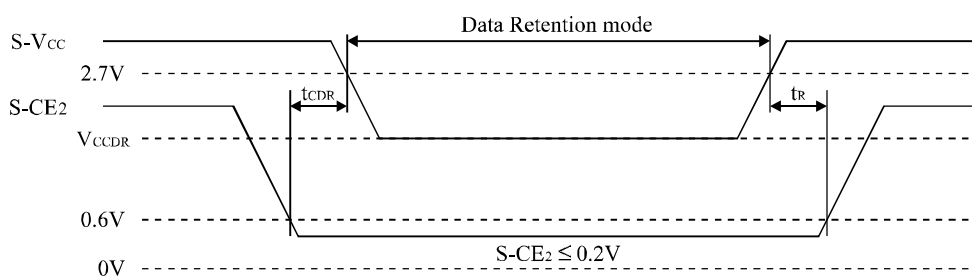 Data Retention mode
S-VCC
2.7V
tCDR
tR
S-CE2
VCCDR
0.6V
S-CE2 ≤ 0.2V
0V